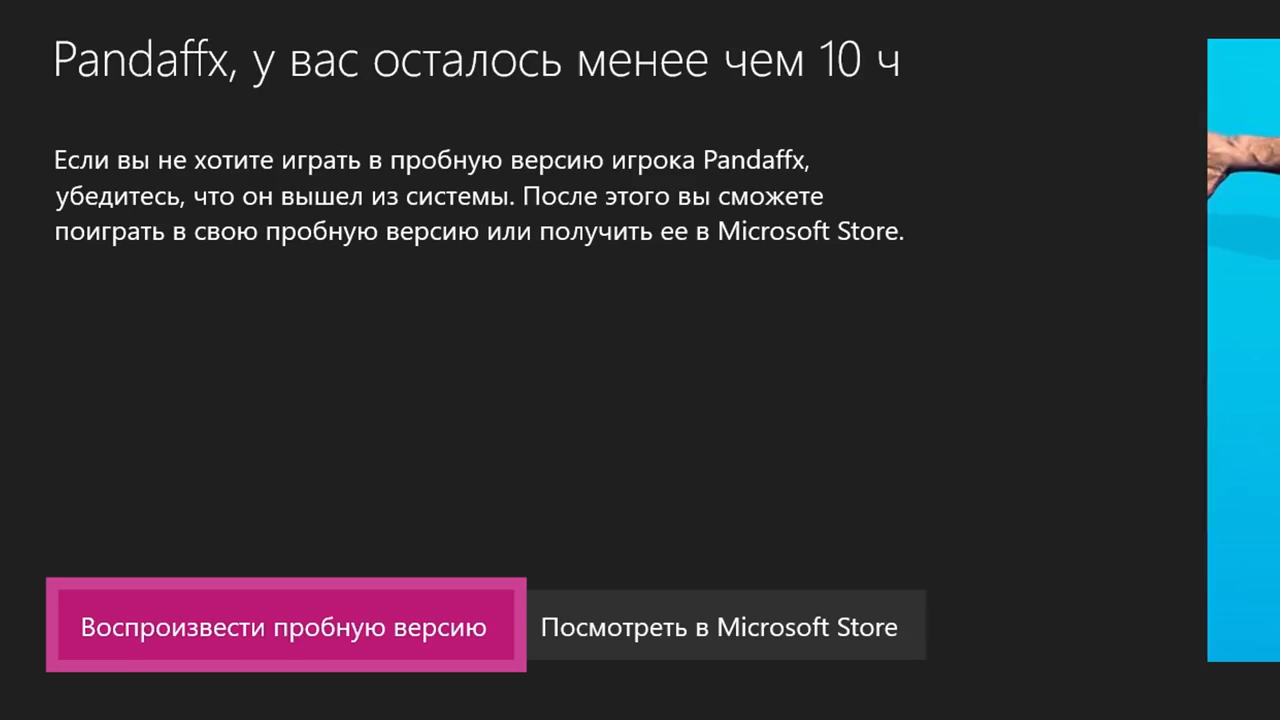 Pandaffx, у вас осталось менее чем 10 ч
Если вы не хотите играть в пробную версию игрока Pandaffx,
убедитесь, что он вышел из системы. После этого вы сможете
поиграть в свою пробную версию или получить ее в Microsoft Store.
Воспроизвести пробную версию
Посмотреть в Microsoft Store